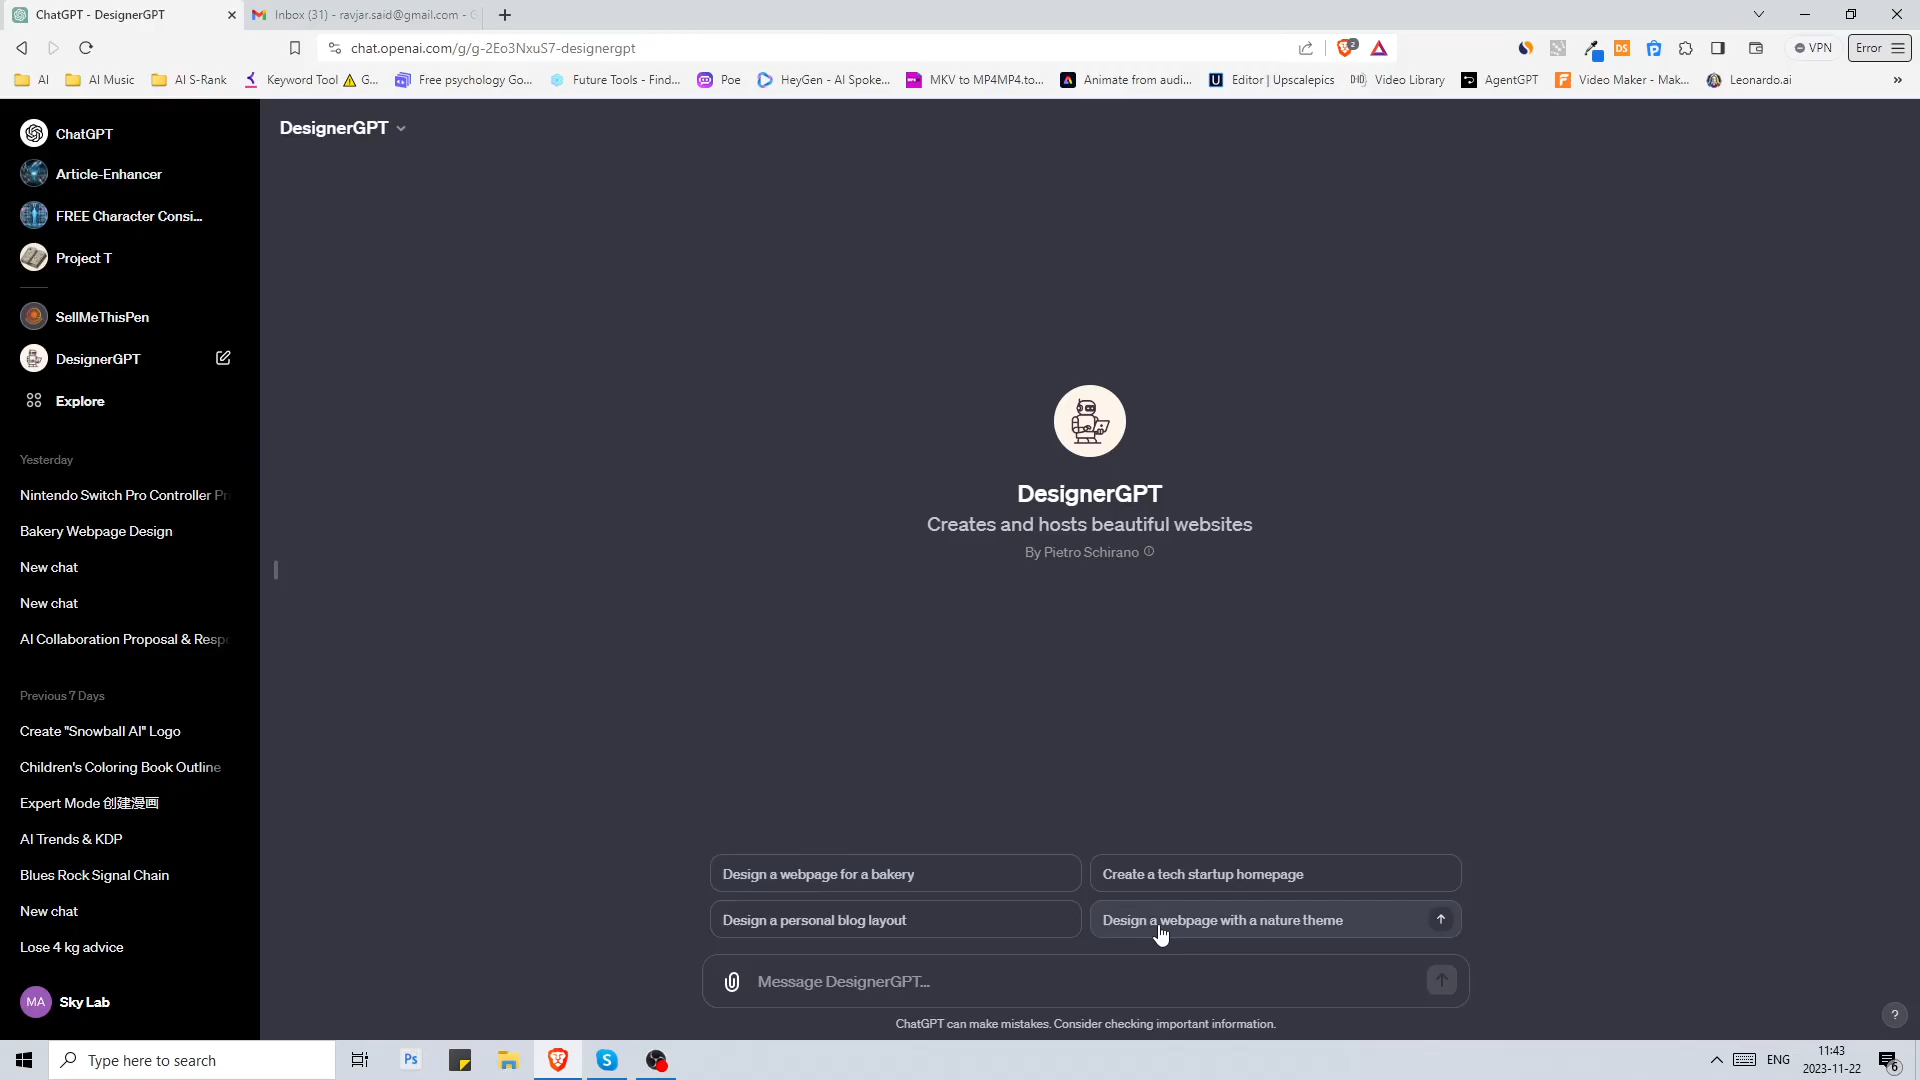 ChatGPT - DesignerGPT
Inbox (31) - ravjar.said@gmail.com -
chat.openai.com/g/g-2Eo3NxuS7-designergpt
2
DS
VPN
Error
AI
AI Music
AI S-Rank
Keyword Tool
G...
Free psychology Go...
Future Tools - Find...
Poe
HeyGen - AI Spoke...
MKV to MP4MP4.to...
Animate from audi...
Editor | Upscalepics
Video Library
AgentGPT
Video Maker - Mak...
Leonardo.ai
»
ChatGPT
Article-Enhancer
FREE Character Consi...
Project T
SellMeThisPen
DesignerGPT
Explore
Yesterday
Nintendo Switch Pro Controller Pr
Bakery Webpage Design
New chat
New chat
AI Collaboration Proposal & Respo
Previous 7 Days
Create "Snowball AI" Logo
Children's Coloring Book Outline
Expert Mode 创建漫画
AI Trends & KDP
Blues Rock Signal Chain
New chat
Lose 4 kg advice
MA
Sky Lab
DesignerGPT
DesignerGPT
Creates and hosts beautiful websites
By Pietro Schirano
Design a webpage for a bakery
Create a tech startup homepage
Design a personal blog layout
Design a webpage with a nature theme
Message DesignerGPT...
ChatGPT can make mistakes. Consider checking important information.
?
Type here to search
Ps
S
ENG
11:43
2023-11-22
6